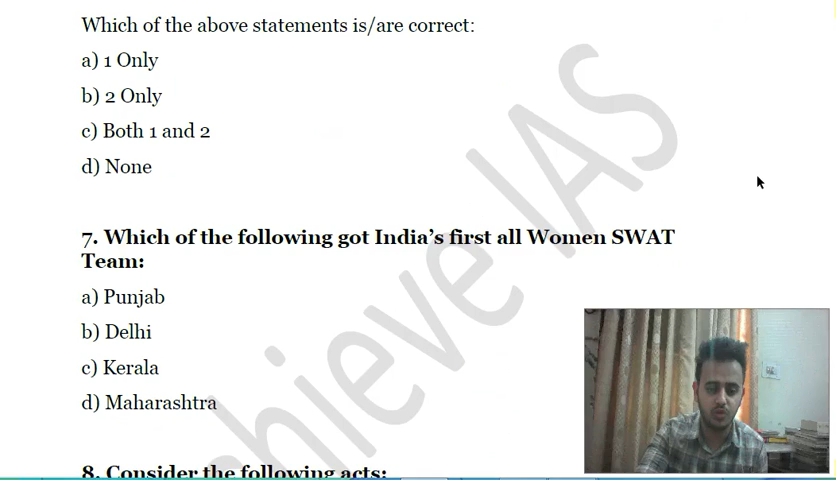 Which of the above statements is/are correct:
a) 1 Only
b) 2 Only
c) Both 1 and 2
d) None
7. Which of the following got India's first all Women SWAT
Team:
a) Punjab
b) Delhi
c) Kerala
d) Maharashtra
8. Consider the following acts:
hieve IAS